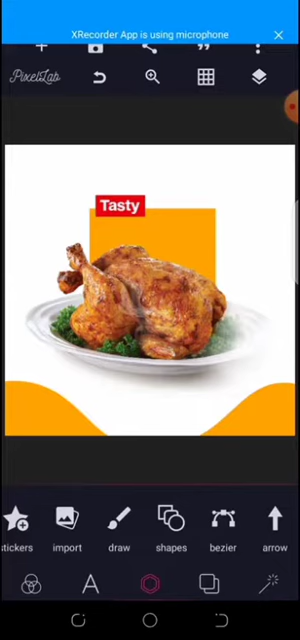 XRecorder App is using microphone
PixelLab
Tasty
stickers import draw shapes bezier arrow